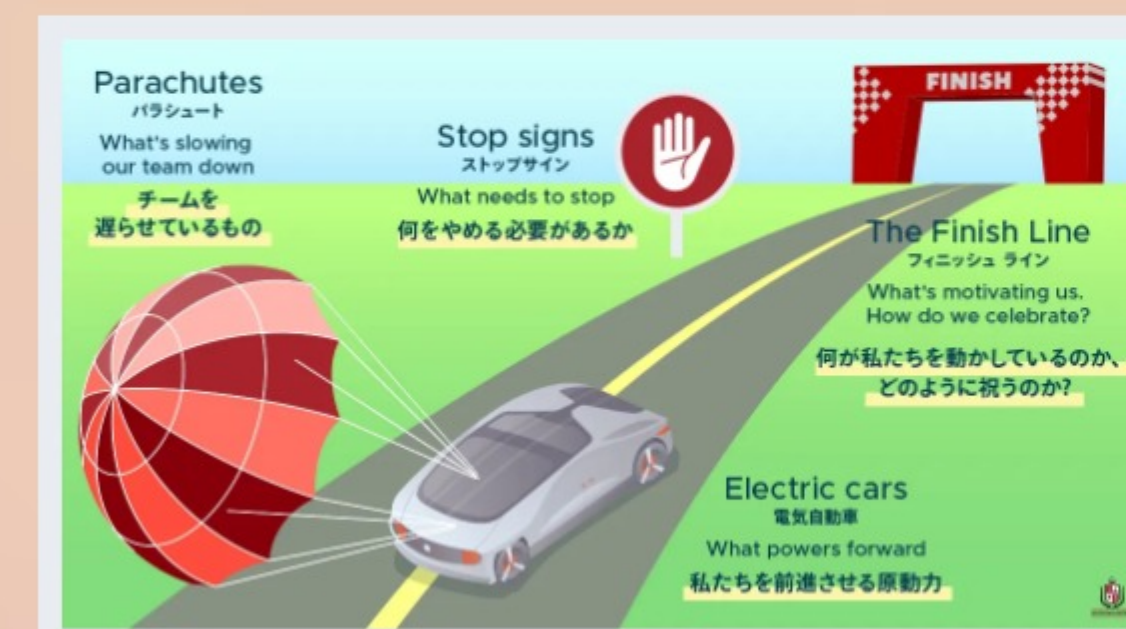 Parachutes
パラシュート
What's slowing
our team down
チームを
遅らせているもの
Stop signs
ストップサイン
What needs to stop
何をやめる必要があるか
FINISH
The Finish Line
フィニッシュ ライン
What's motivating us.
How do we celebrate?
何が私たちを動かしているのか、
どのように祝うのか?
Electric cars
電気自動車
What powers forward
私たちを前進させる原動力